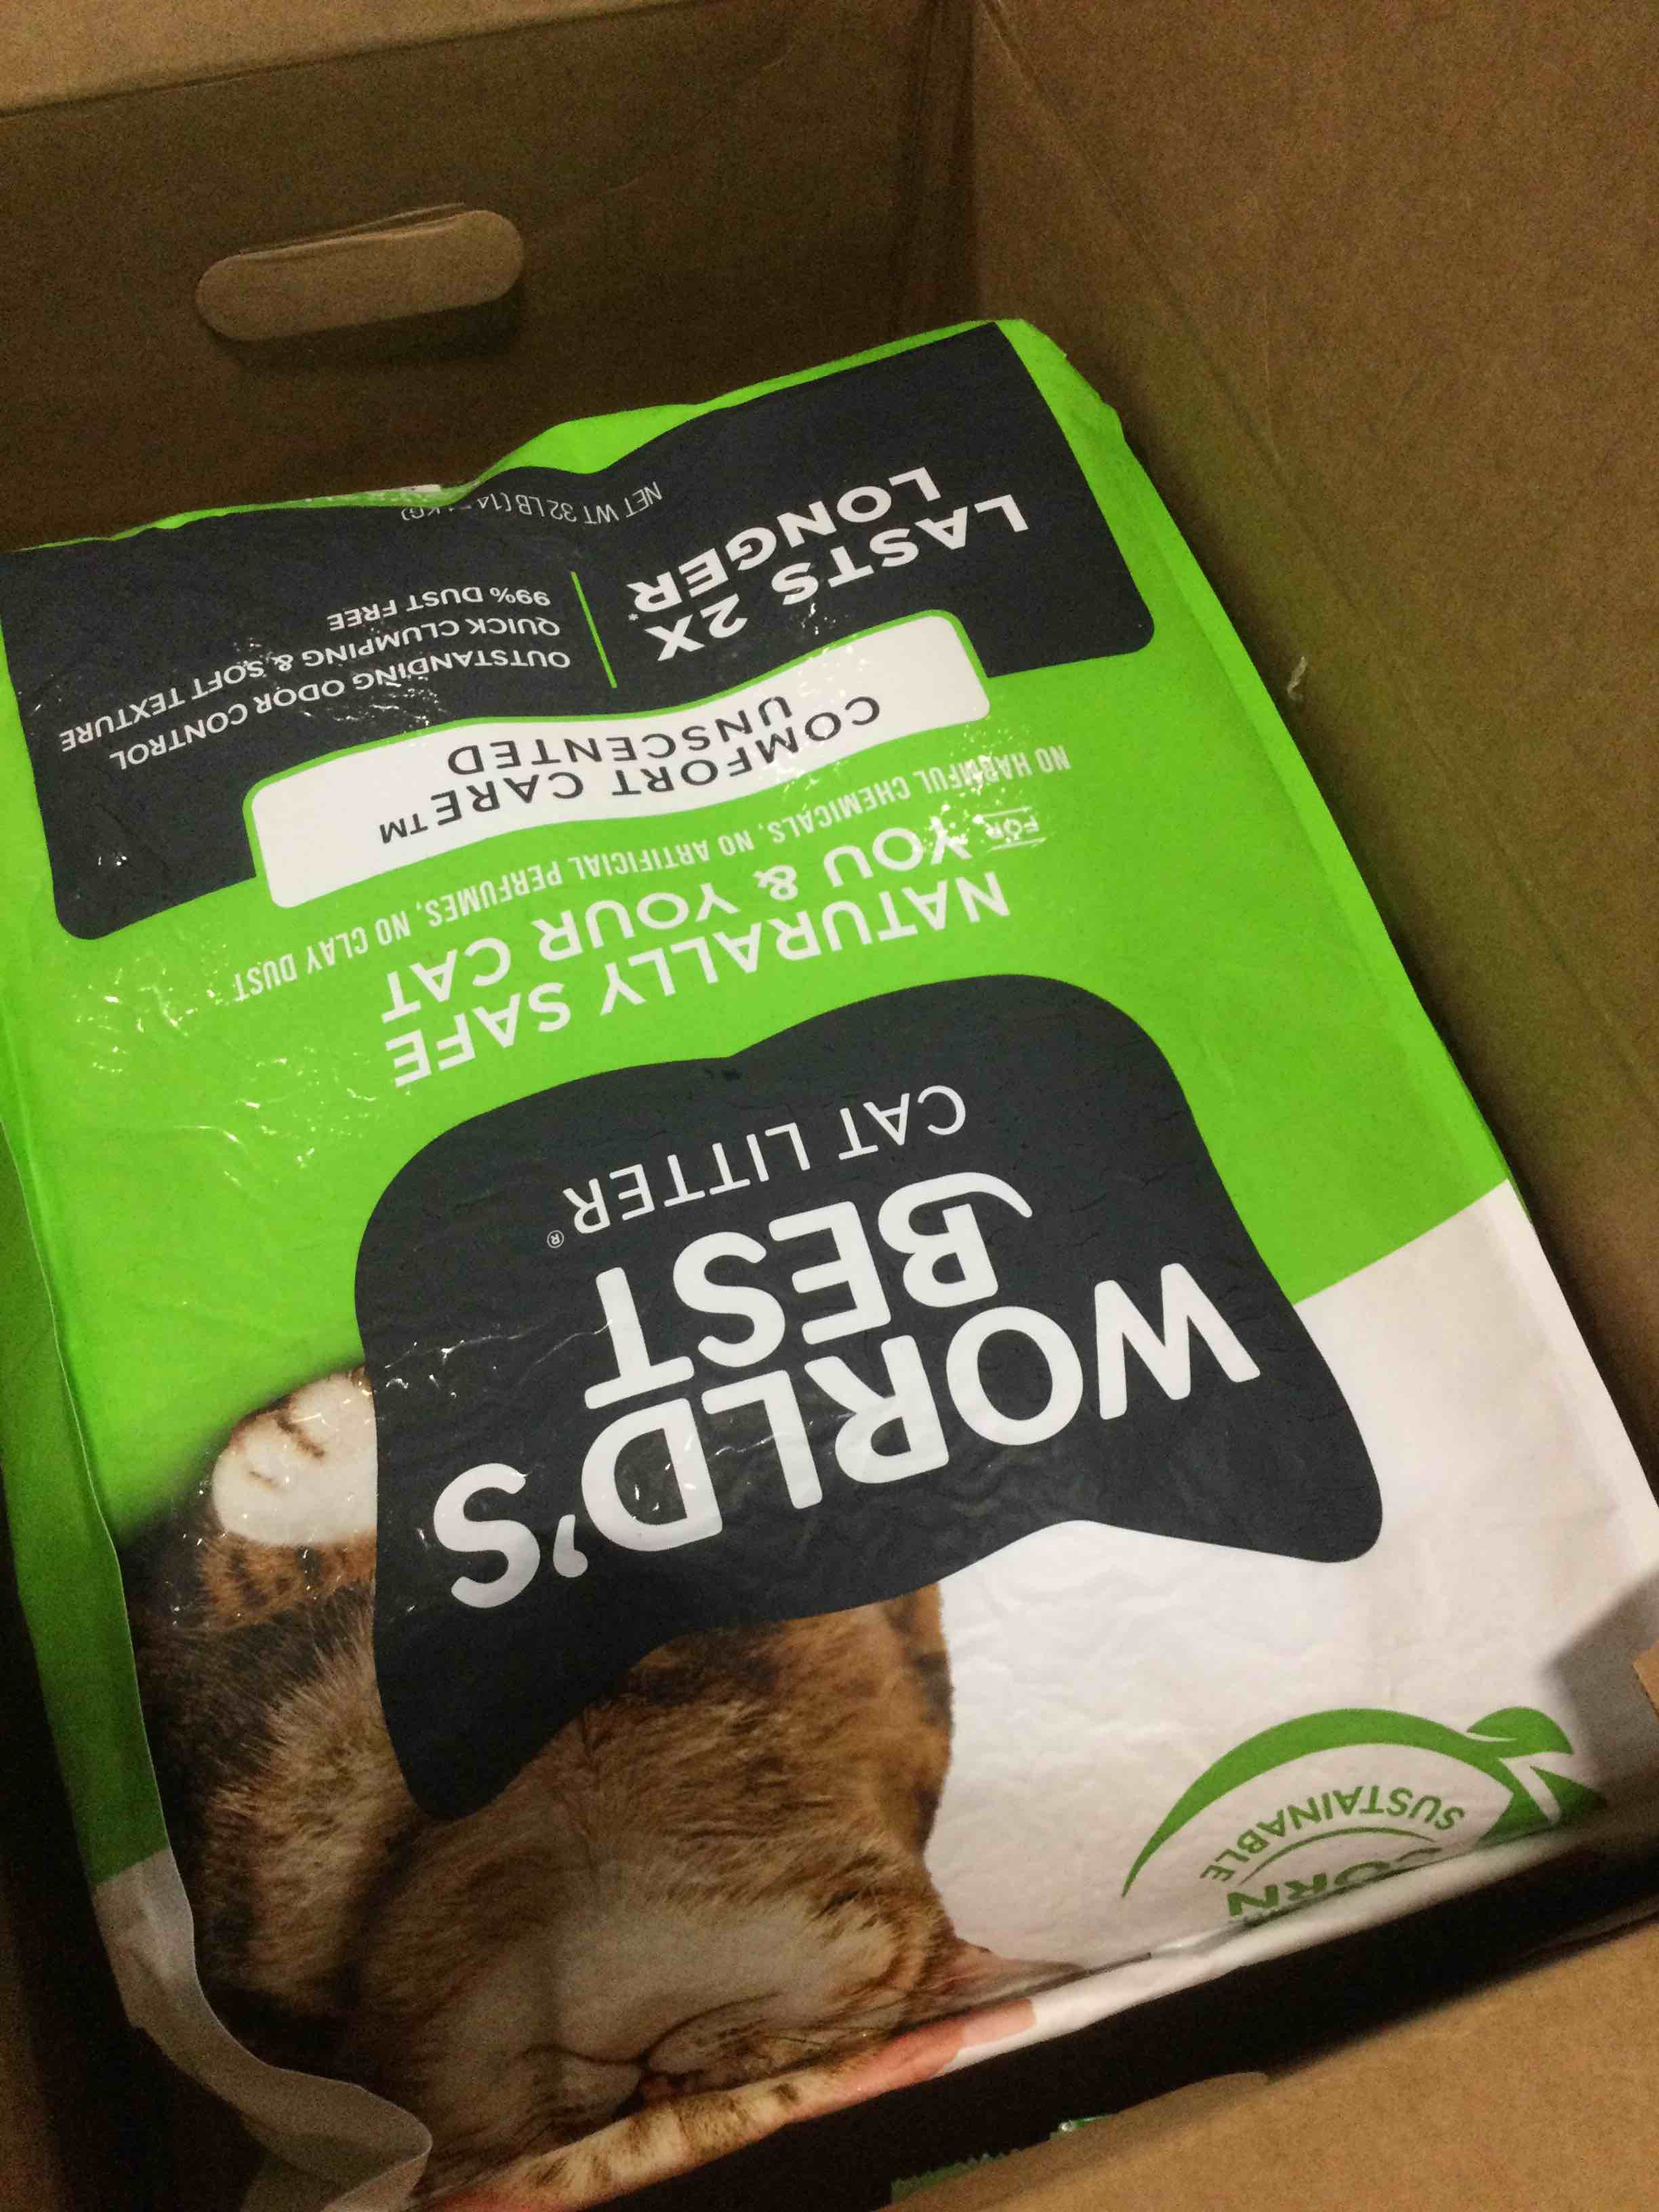 SUSTAINABLE
WORLD'S
BEST
CAT LITTER®
NATURALLY SAFE
FOR YOU & YOUR CAT
NO HARMFUL CHEMICALS, NO ARTIFICIAL PERFUMES, NO CLAY DUST
COMFORT CARE™
UNSCENTED
LASTS 2X
LONGER*
OUTSTANDING ODOR CONTROL
QUICK CLUMPING & SOFT TEXTURE
99% DUST FREE
NET WT 32 LB